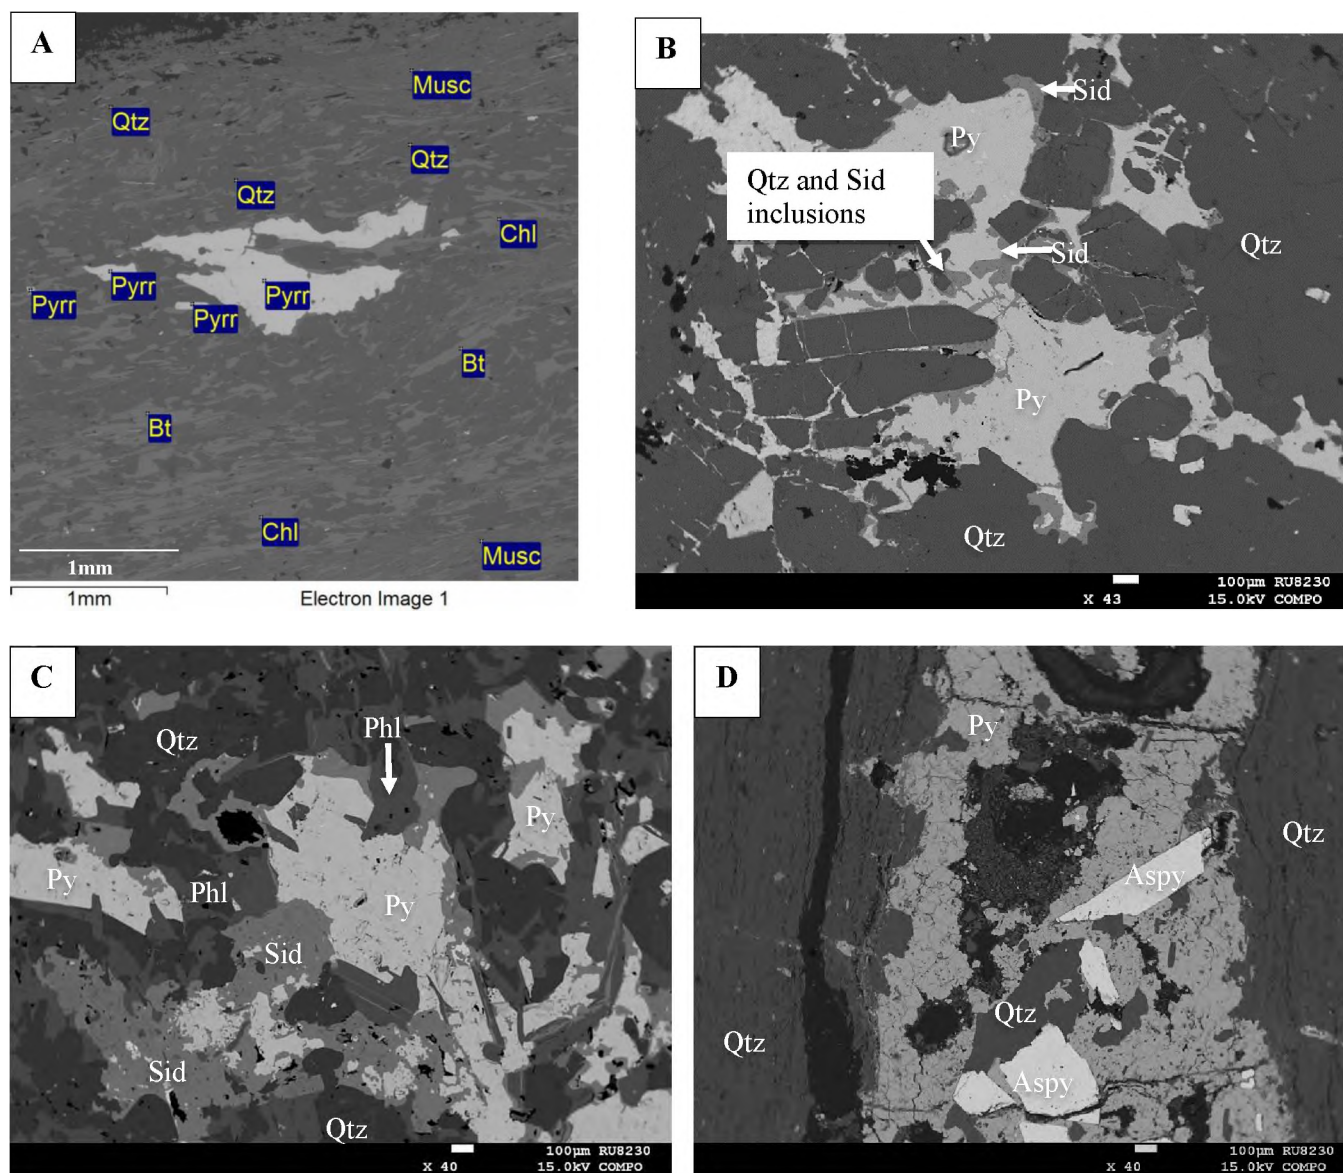 A
Musc
Qtz
Qtz
Qtz
Chl
Pyrr
Pyrr
Pyrr
Pyrr
Bt
Bt
Chl
Musc
1mm
1mm
Electron Image 1
B
Sid
Py
Qtz and Sid
inclusions
Qtz
Sid
Py
Qtz
100µm RU8230
X 43
15.0kV COMPO
C
Qtz
Phl
Py
Py
Phl
Py
Sid
Sid
Qtz
100µm RU8230
X 40
15.0kV COMPO
D
Py
Qtz
Aspy
Qtz
Qtz
Aspy
100µm RU8230
X 40
15.0kV COMPO